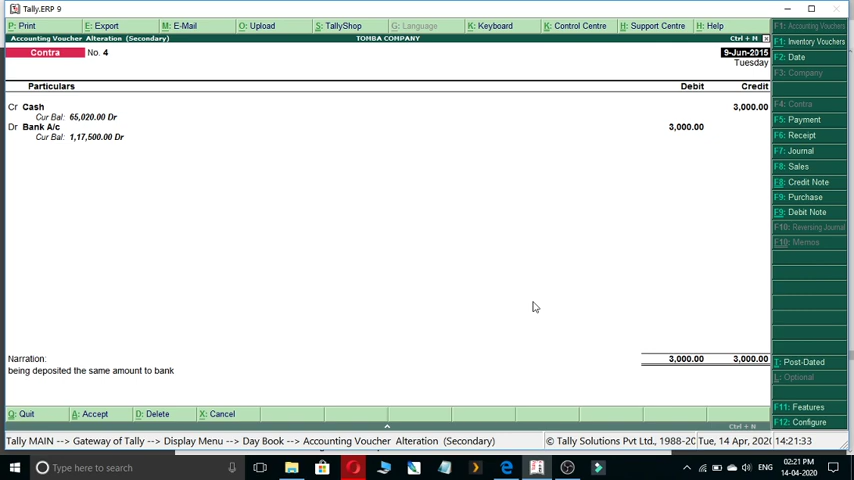 Tally.ERP 9
P: Print E: Export M: E-Mail O: Upload S: TallyShop G: Language K: Keyboard K: Control Centre H: Support Centre H: Help
Accounting Voucher Alteration (Secondary) TOMBA COMPANY Ctrl + M
Contra No. 4 9-Jun-2015
Tuesday
Particulars Debit Credit
Cr Cash 3,000.00
Cur Bal: 65,020.00 Dr
Dr Bank A/c 3,000.00
Cur Bal: 1,17,500.00 Dr
Narration: 3,000.00 3,000.00
being deposited the same amount to bank
Q: Quit A: Accept D: Delete X: Cancel
Ctrl + N
Tally MAIN --> Gateway of Tally --> Display Menu --> Day Book --> Accounting Voucher Alteration (Secondary) © Tally Solutions Pvt Ltd., 1988-20 Tue, 14 Apr, 2020 14:21:33
F1: Accounting Vouchers
F1: Inventory Vouchers
F2: Date
F3: Company
F4: Contra
F5: Payment
F6: Receipt
F7: Journal
F8: Sales
F8: Credit Note
F9: Purchase
F9: Debit Note
F10: Reversing Journal
F10: Memos
T: Post-Dated
L: Optional
F11: Features
F12: Configure
Type here to search ENG 02:21 PM
14-04-2020